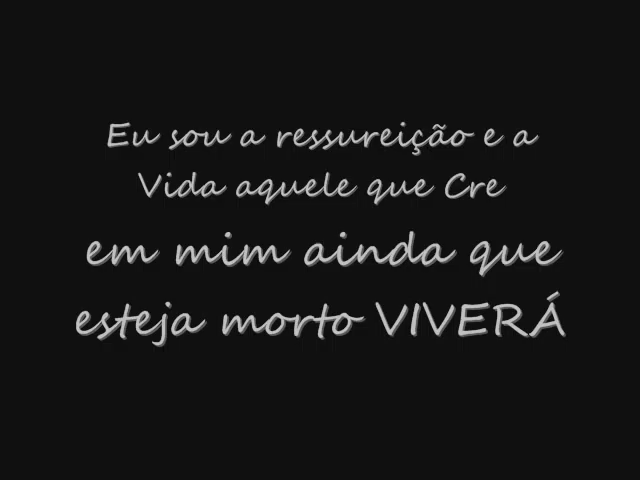 Eu sou a ressureição e a
Vida aquele que Cre
em mim ainda que
esteja morto VIVERÁ